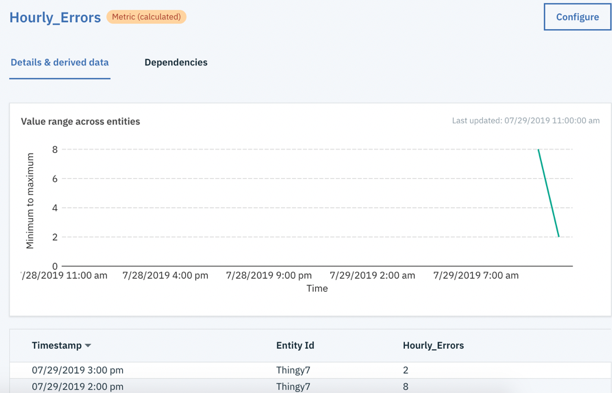 Hourly_Errors Metric (calculated) Configure
Details & derived data Dependencies
Value range across entities Last updated: 07/29/2019 11:00:00 am
Minimum to maximum
8
6
4
2
0
/28/2019 11:00 am 7/28/2019 4:00 pm 7/28/2019 9:00 pm 7/29/2019 2:00 am 7/29/2019 7:00 am
Time
Timestamp Entity Id Hourly_Errors
07/29/2019 3:00 pm Thingy7 2
07/29/2019 2:00 pm Thingy7 8